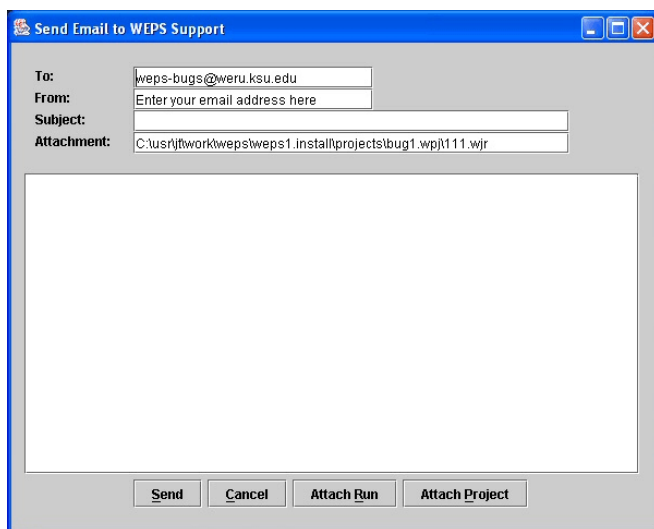 Send Email to WEPS Support
To: weps-bugs@weru.ksu.edu
From: Enter your email address here
Subject:
Attachment: C:\usr\jt\work\weps\weps1.install\projects\bug1.wpj\111.wjr
Send Cancel Attach Run Attach Project